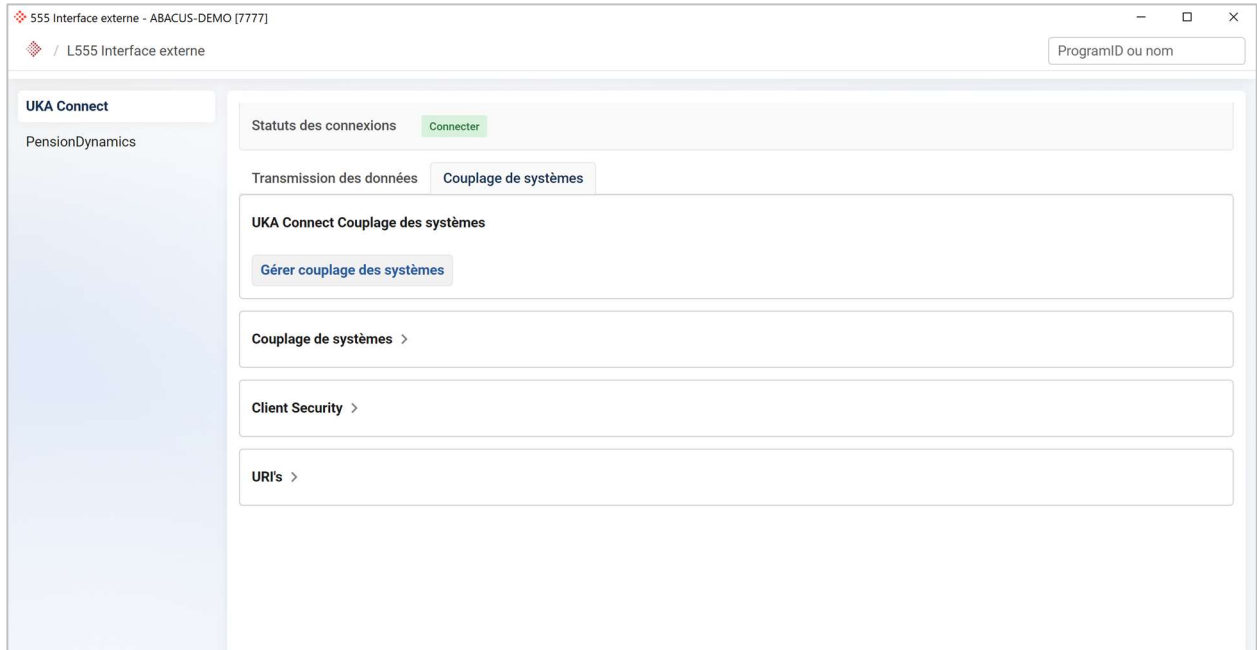 555 Interface externe - ABACUS-DEMO [7777]
/ L555 Interface externe
ProgramID ou nom
UKA Connect
PensionDynamics
Statuts des connexions Connecter
Transmission des données Couplage de systèmes
UKA Connect Couplage des systèmes
Gérer couplage des systèmes
Couplage de systèmes >
Client Security >
URI's >